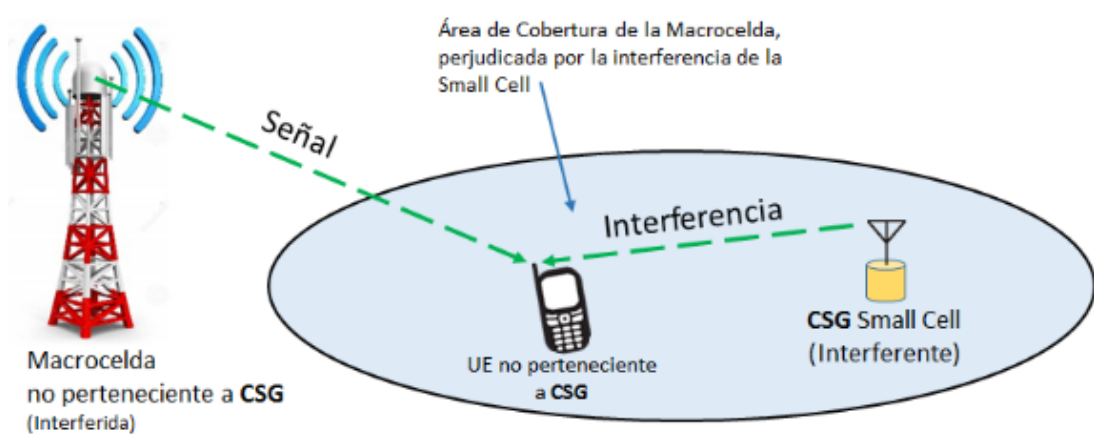 Área de Cobertura de la Macrocelda,
perjudicada por la interferencia de la
Small Cell
Señal
Interferencia
CSG Small Cell
(Interferente)
UE no perteneciente
a CSG
Macrocelda
no perteneciente a CSG
(Interferida)